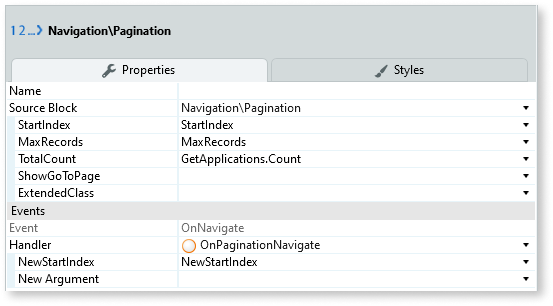 1 2 ...> Navigation\Pagination
Properties Styles
Name
Source Block Navigation\Pagination
StartIndex StartIndex
MaxRecords MaxRecords
TotalCount GetApplications.Count
ShowGoToPage
ExtendedClass
Events
Event OnNavigate
Handler OnPaginationNavigate
NewStartIndex NewStartIndex
New Argument